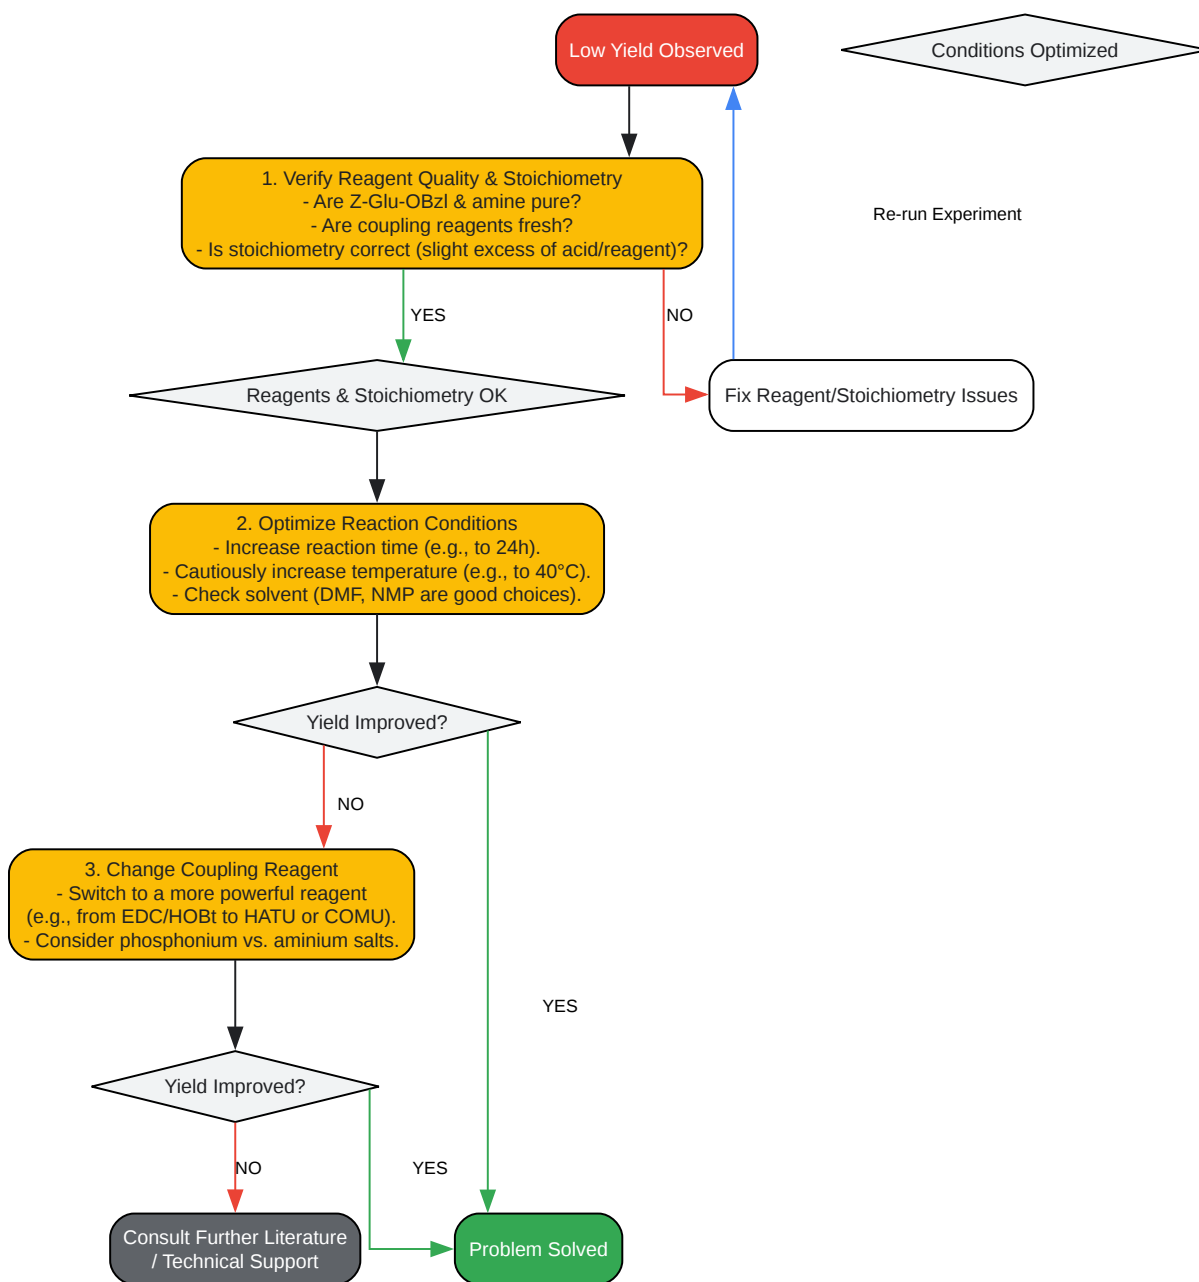 Low Yield Observed
Conditions Optimized
1. Verify Reagent Quality & Stoichiometry
- Are Z-Glu-OBzl & amine pure?
- Are coupling reagents fresh?
- Is stoichiometry correct (slight excess of acid/reagent)?
Re-run Experiment
YES
NO
Reagents & Stoichiometry OK
Fix Reagent/Stoichiometry Issues
2. Optimize Reaction Conditions
- Increase reaction time (e.g., to 24h).
- Cautiously increase temperature (e.g., to 40°C).
- Check solvent (DMF, NMP are good choices).
Yield Improved?
NO
3. Change Coupling Reagent
- Switch to a more powerful reagent
(e.g., from EDC/HOBt to HATU or COMU).
- Consider phosphonium vs. aminium salts.
YES
Yield Improved?
NO
YES
Consult Further Literature
/ Technical Support
Problem Solved